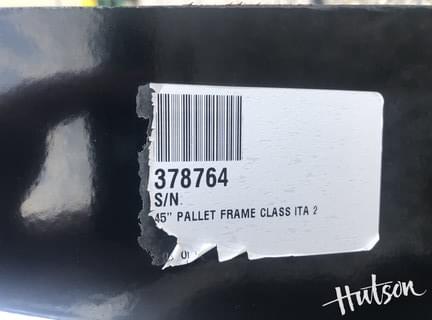 378764
S/N
45" PALLET FRAME CLASS ITA 2
Hutson